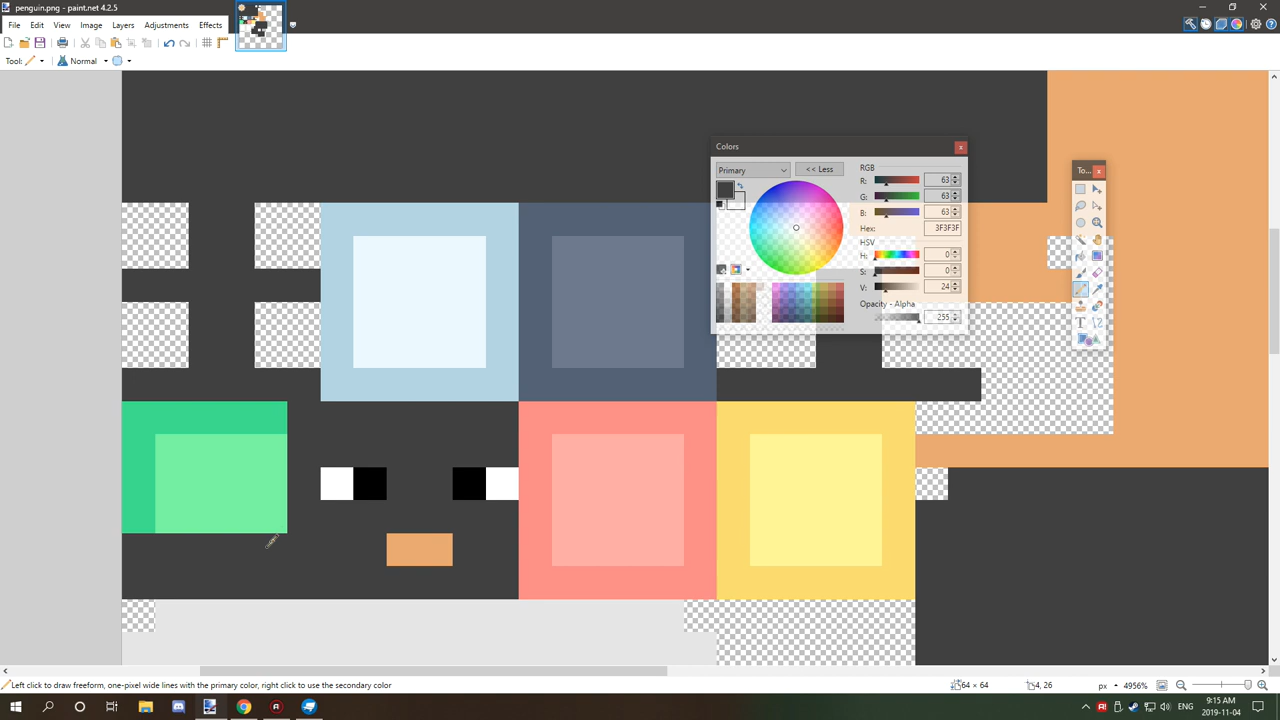 penguin.png - paint.net 4.2.5
File Edit View Image Layers Adjustments Effects
Tool: Normal
Colors
Primary << Less
RGB
R: 63
G: 63
B: 63
Hex: 3F3F3F
HSV
H: 0
S: 0
V: 24
Opacity - Alpha
255
To...
Left click to draw freeform, one-pixel wide lines with the primary color, right click to use the secondary color
64 × 64
4, 26
px
4956%
ENG
9:15 AM
2019-11-04